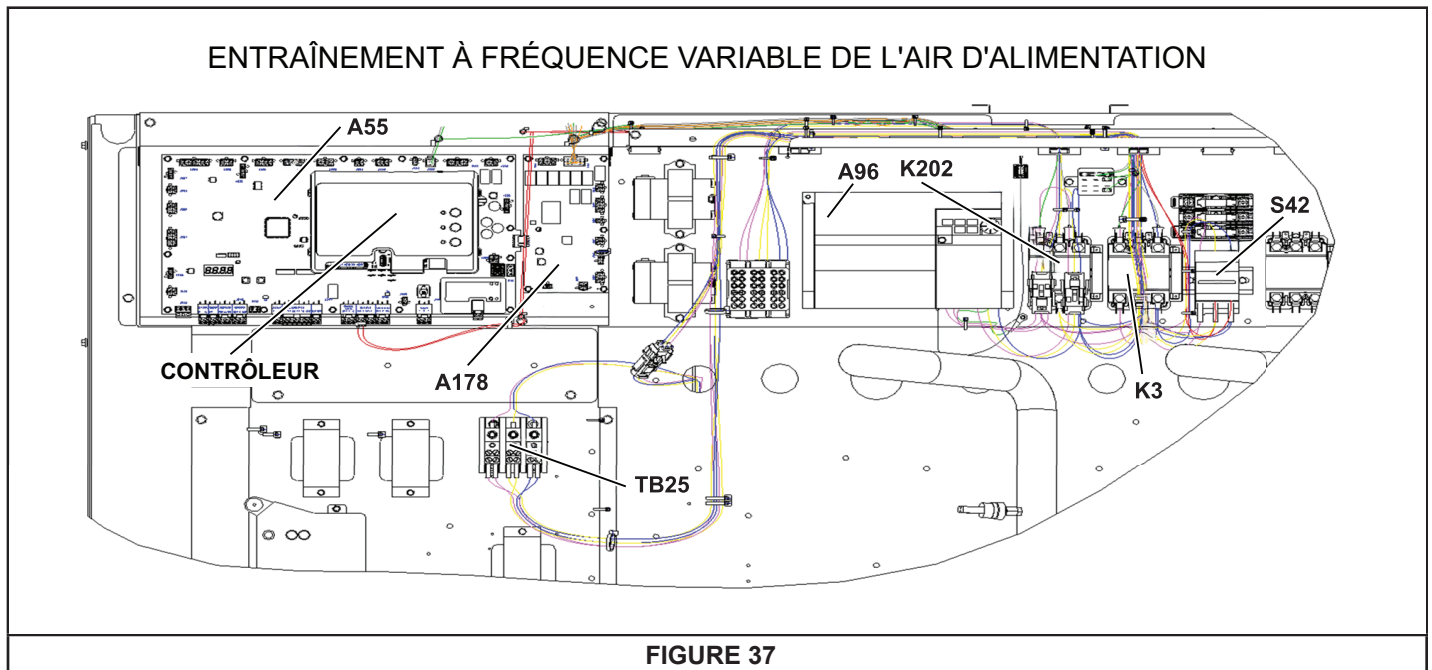 ENTRAÎNEMENT À FRÉQUENCE VARIABLE DE L'AIR D'ALIMENTATION
A55
A96
K202
S42
CONTRÔLEUR
A178
K3
TB25
FIGURE 37